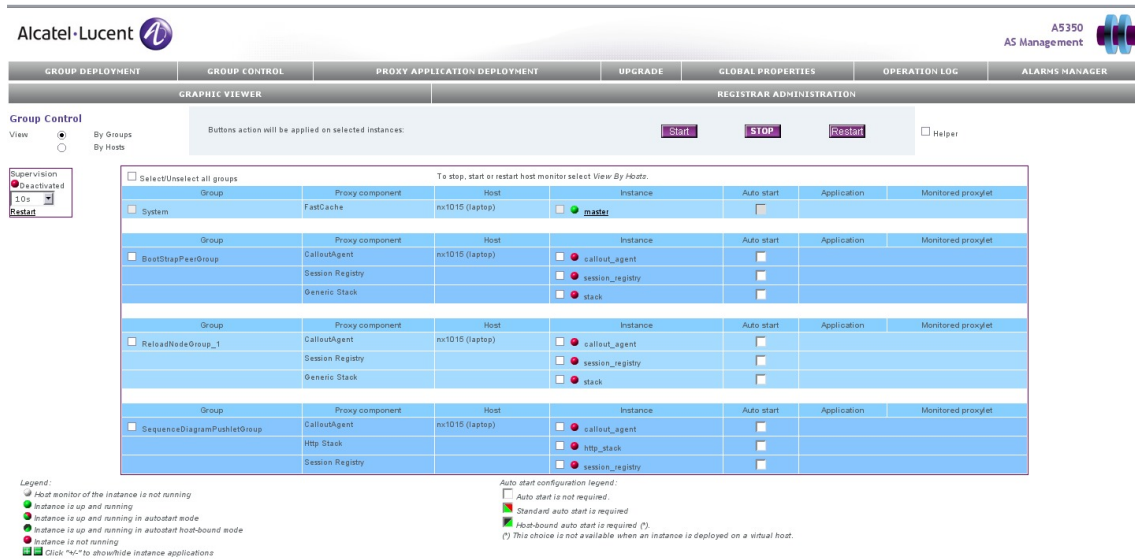 Alcatel·Lucent
A5350
AS Management
GROUP DEPLOYMENT GROUP CONTROL PROXY APPLICATION DEPLOYMENT UPGRADE GLOBAL PROPERTIES OPERATION LOG ALARMS MANAGER
GRAPHIC VIEWER REGISTRAR ADMINISTRATION
Group Control
View By Groups
By Hosts
Buttons action will be applied on selected instances:
Start STOP Restart Helper
Supervision
Deactivated
10s
Restart
Select/Unselect all groups To stop, start or restart host monitor select View By Hosts.
Group Proxy component Host Instance Auto start Application Monitored proxylet
System FastCache nx1015 (laptop) master
Group Proxy component Host Instance Auto start Application Monitored proxylet
BootStrapPeerGroup CalloutAgent nx1015 (laptop) callout_agent
Session Registry session_registry
Generic Stack stack
Group Proxy component Host Instance Auto start Application Monitored proxylet
ReloadNodeGroup_1 CalloutAgent nx1015 (laptop) callout_agent
Session Registry session_registry
Generic Stack stack
Group Proxy component Host Instance Auto start Application Monitored proxylet
SequenceDiagramPushletGroup CalloutAgent nx1015 (laptop) callout_agent
Http Stack http_stack
Session Registry session_registry
Legend:
Host monitor of the instance is not running
Instance is up and running
Instance is up and running in autostart mode
Instance is up and running in autostart host-bound mode
Instance is not running
Click "+/-" to show/hide instance applications
Auto start configuration legend:
Auto start is not required.
Standard auto start is required
Host-bound auto start is required (*).
(*) This choice is not available when an instance is deployed on a virtual host.